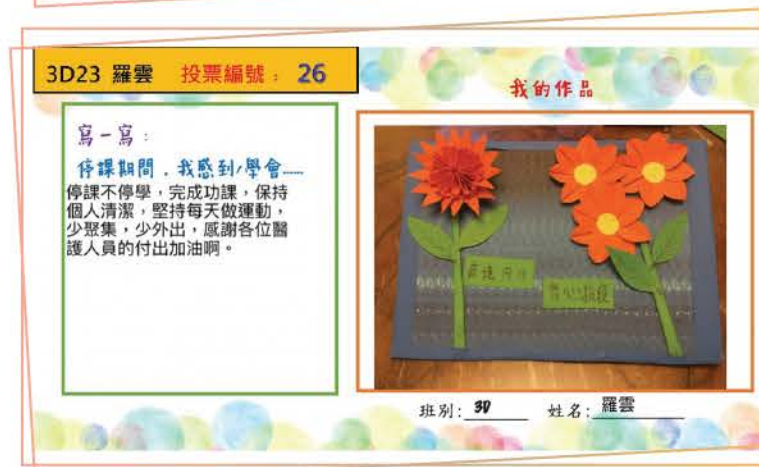 3D23 羅雲 投票編號： 26
我的作品
寫一寫：
停課期間，我感到/學會......
停課不停學，完成功課，保持
個人清潔，堅持每天做運動，
少聚集，少外出，感謝各位醫
護人員的付出加油啊。
班別: 3D 姓名: 羅雲